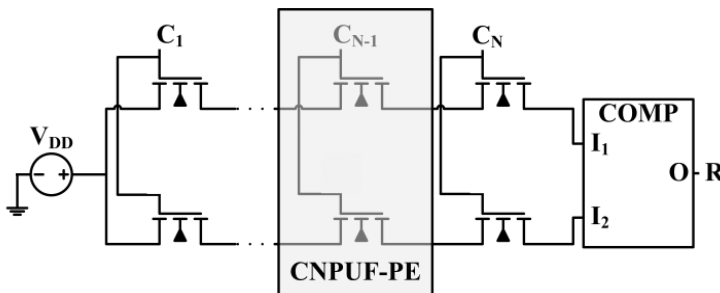 C1 CN-1 CN
COMP
VDD
I1
- +
O - R
I2
CNPUF-PE